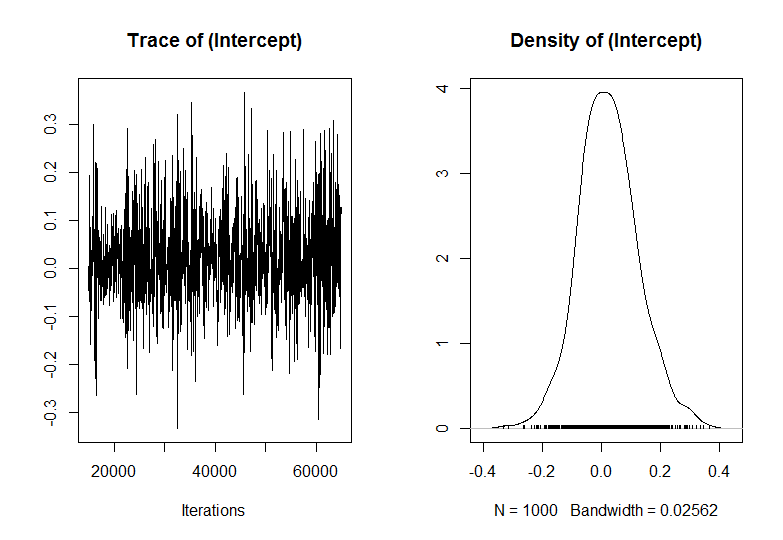 Trace of (Intercept)
0.3
0.2
0.1
0.0
-0.1
-0.2
-0.3
20000 40000 60000
Iterations
Density of (Intercept)
4
3
2
1
0
-0.4 -0.2 0.0 0.2 0.4
N = 1000 Bandwidth = 0.02562